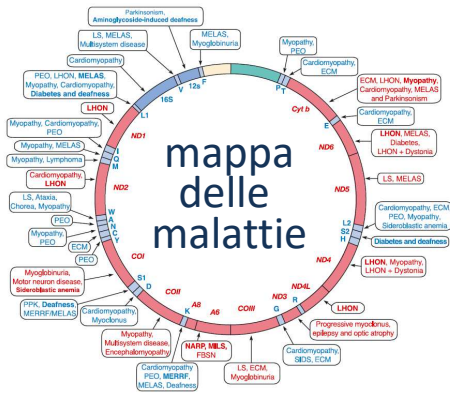 Parkinsonism.
Aminoglycoside-induced deafness
LS, MELAS,
Multisystem disease
MELAS,
Myoglobinuria
Myopathy,
PEO
Cardiomyopathy
Cardiomyopathy,
ECM
PEO, LHON, MELAS,
Myopathy, Cardiomyopathy,
Diabetes and deafness
ECM, LHON, Myopathy,
Cardiomyopathy, MELAS
and Parkinsonism
16S
V
12s
F
P
T
L1
Cyt b
LHON
ND1
E
Cardiomyopathy,
ECM
Myopathy, Cardiomyopathy,
PEO
ND6
LHON, MELAS,
Diabetes,
LHON + Dystonia
Myopathy, MELAS
I
Q
M
Myopathy, Lymphoma
mappa
delle
malattie
Cardiomyopathy,
LHON
ND2
ND5
LS, MELAS
LS, Ataxia,
Chorea, Myopathy
W
A
N
C
Y
PEO
Myopathy,
PEO
ECM
PEO
L2
S2
H
Cardiomyopathy, ECM
PEO, Myopathy,
Sideroblastic anemia
Diabetes and deafness
COI
ND4
LHON, Myopathy,
LHON + Dystonia
Myoglobinuria,
Motor neuron disease,
Sideroblastic anemia
S1
D
PPK, Deafness,
MERRF/MELAS
COII
K
A8
A6
COIII
G
ND3
R
ND4L
LHON
Cardiomyopathy,
Myoclonus
Progressive myoclonus,
epilepsy and optic atrophy
Myopathy,
Multisystem disease,
Encephalomyopathy
NARP, MILS,
FBSN
Cardiomyopathy,
SIDS, ECM
Cardiomyopathy
PEO, MERRF,
MELAS, Deafness
LS, ECM,
Myoglobinuria